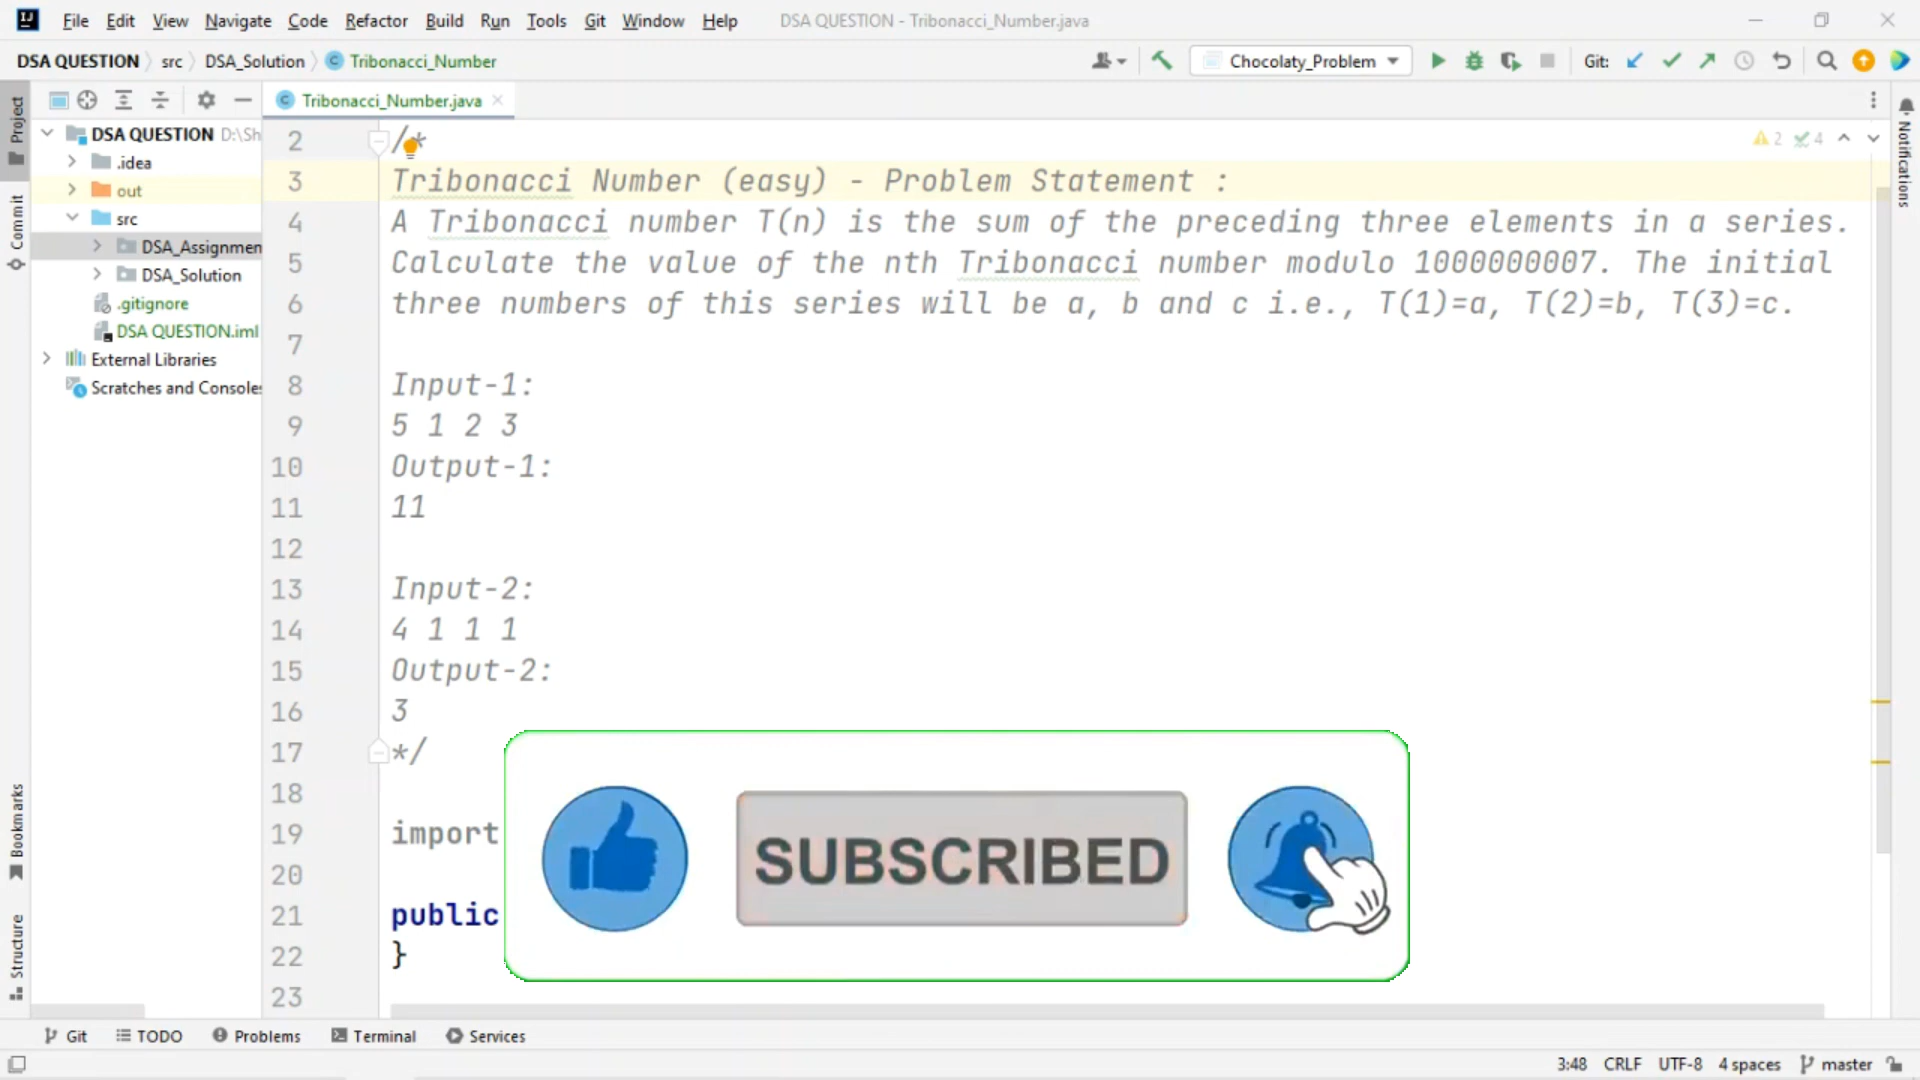 File Edit View Navigate Code Refactor Build Run Tools Git Window Help DSA QUESTION - Tribonacci_Number.java
DSA QUESTION src DSA_Solution Tribonacci_Number Chocolaty_Problem Git:
Project
Tribonacci_Number.java
DSA QUESTION D:\Sh
.idea
out
src
DSA_Assignmen
DSA_Solution
.gitignore
DSA QUESTION.iml
External Libraries
Scratches and Consoles
Commit
Bookmarks
Structure
Notifications
2 4
2 /*
3 Tribonacci Number (easy) - Problem Statement :
4 A Tribonacci number T(n) is the sum of the preceding three elements in a series.
5 Calculate the value of the nth Tribonacci number modulo 1000000007. The initial
6 three numbers of this series will be a, b and c i.e., T(1)=a, T(2)=b, T(3)=c.
7
8 Input-1:
9 5 1 2 3
10 Output-1:
11 11
12
13 Input-2:
14 4 1 1 1
15 Output-2:
16 3
17 */
18
19 import
20
21 public
22 }
23
SUBSCRIBED
Git TODO Problems Terminal Services
3:48 CRLF UTF-8 4 spaces master